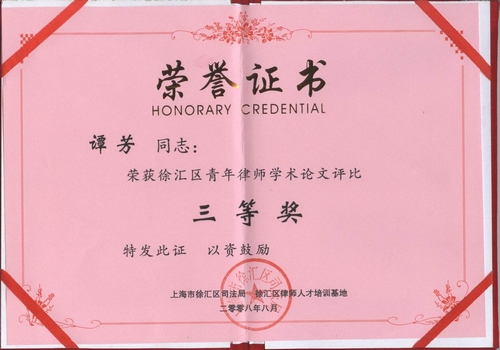 荣誉证书
HONORARY CREDENTIAL
谭芳 同志：
荣获徐汇区青年律师学术论文评比
三等奖
特发此证 以资鼓励
上海市徐汇区司法局 徐汇区律师人才培训基地
二〇〇八年八月